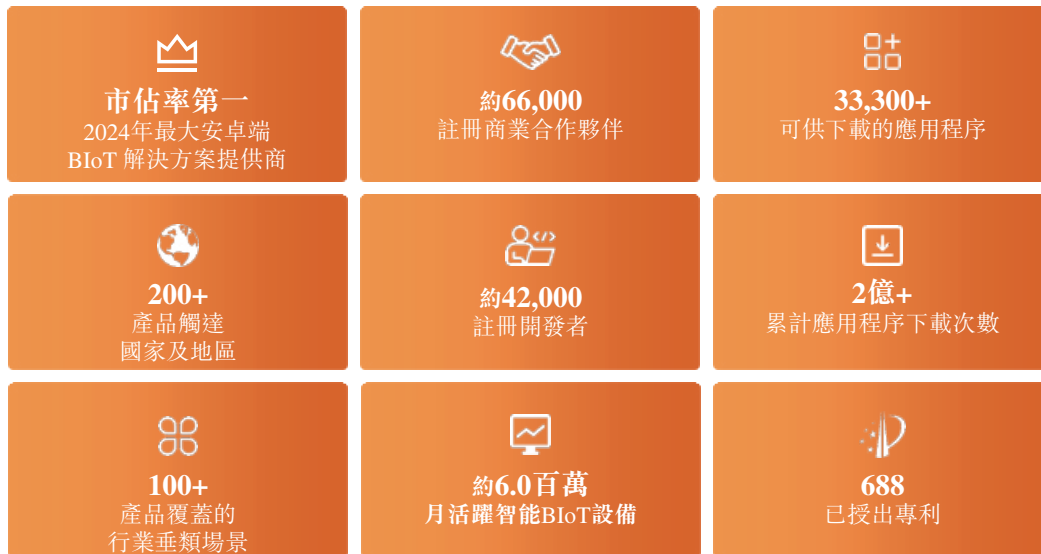 市佔率第一
2024年最大安卓端
BIoT 解決方案提供商
約66,000
註冊商業合作夥伴
33,300+
可供下載的應用程序
200+
產品觸達
國家及地區
約42,000
註冊開發者
2億+
累計應用程序下載次數
100+
產品覆蓋的
行業垂類場景
約6.0百萬
月活躍智能BIoT設備
688
已授出專利